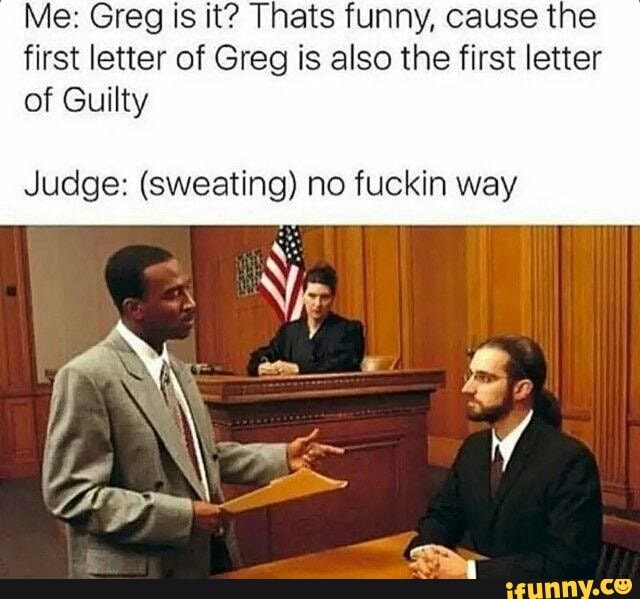 Me: Greg is it? Thats funny, cause the
first letter of Greg is also the first letter
of Guilty
Judge: (sweating) no fuckin way
ifunny.co